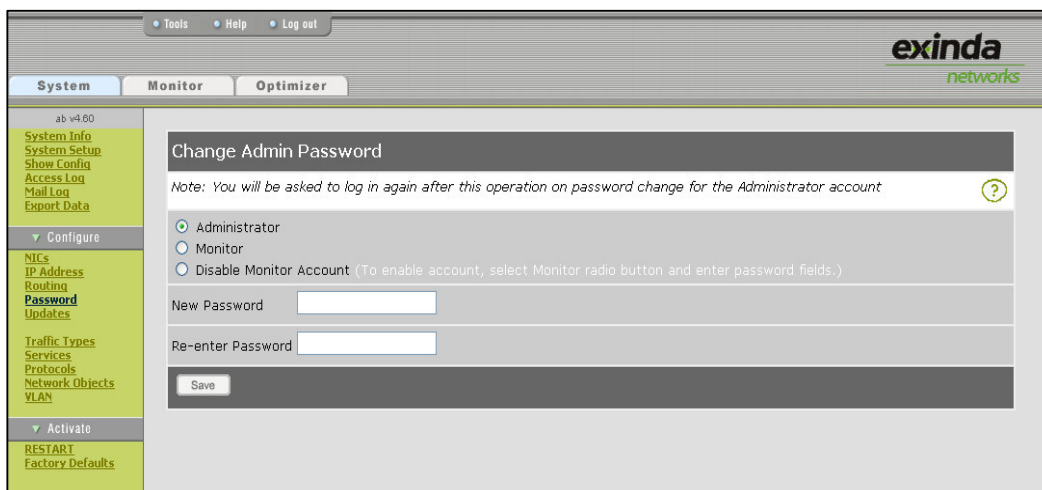 Tools Help Log out
exinda
networks
System Monitor Optimizer
ab v4.60
System Info
System Setup
Show Config
Access Log
Mail Log
Export Data
Configure
NICs
IP Address
Routing
Password
Updates
Traffic Types
Services
Protocols
Network Objects
VLAN
Activate
RESTART
Factory Defaults
Change Admin Password
Note: You will be asked to log in again after this operation on password change for the Administrator account
?
Administrator
Monitor
Disable Monitor Account (To enable account, select Monitor radio button and enter password fields.)
New Password
Re-enter Password
Save